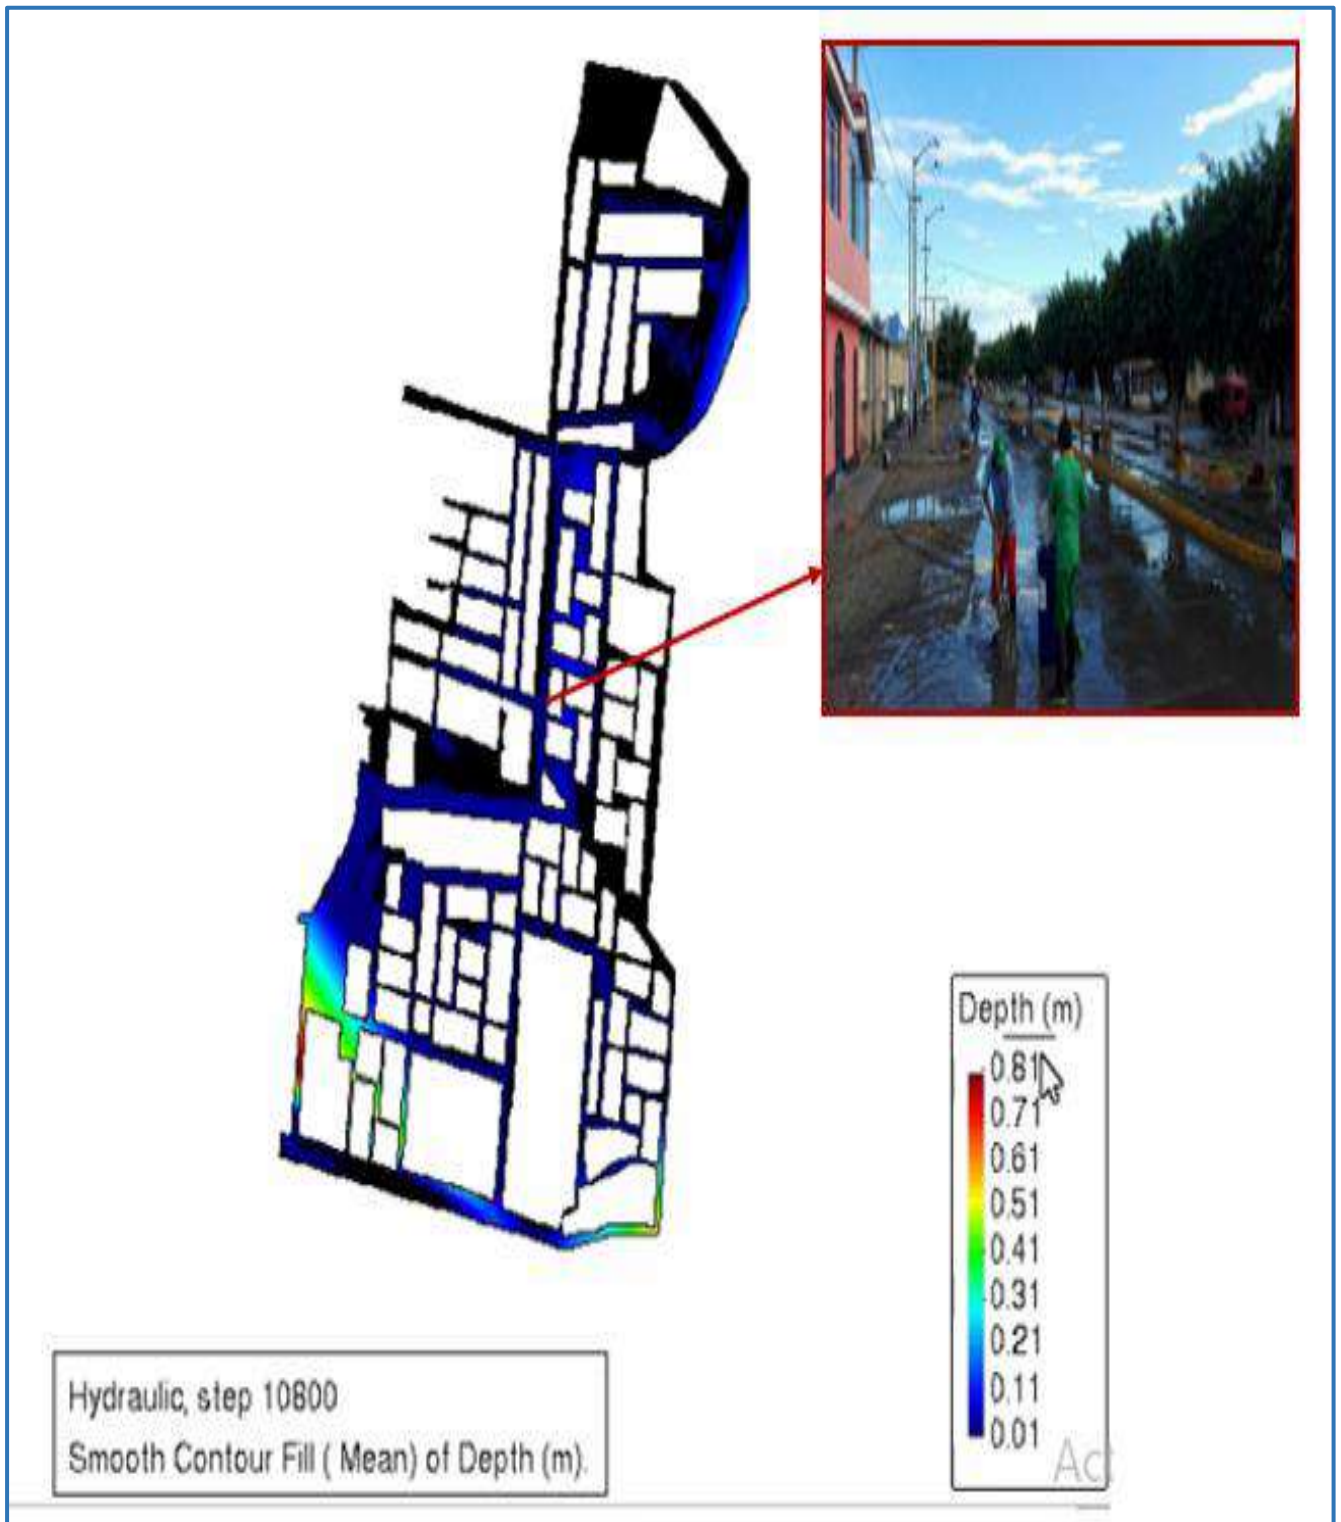 Depth (m)
0.81
0.71
0.61
0.51
0.41
0.31
0.21
0.11
0.01
Ac
Hydraulic, step 10800
Smooth Contour Fill ( Mean) of Depth (m).